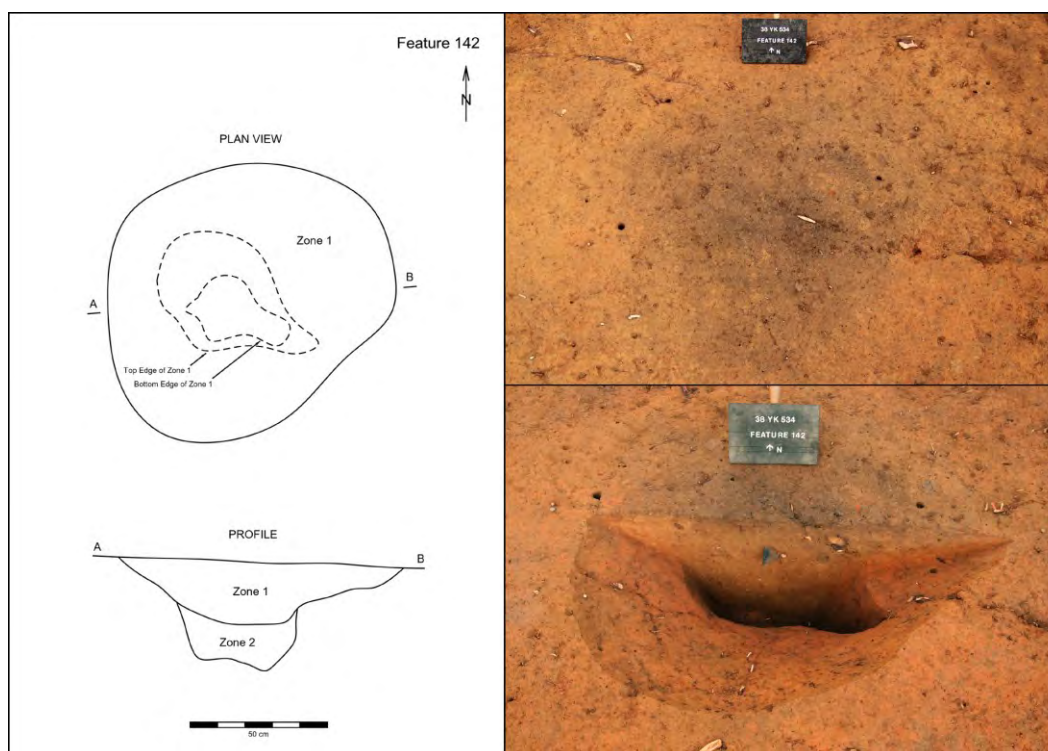 Feature 142
N
PLAN VIEW
Zone 1
A
B
Top Edge of Zone 1
Bottom Edge of Zone 1
PROFILE
A
B
Zone 1
Zone 2
50 cm
38 YK 534
FEATURE 142
↑ N
38 YK 534
FEATURE 142
↑ N